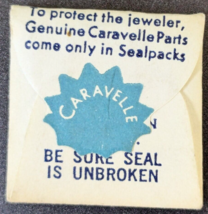 To protect the jeweler,
Genuine Caravelle Parts
come only in Sealpacks
CARAVELLE
BE SURE SEAL
IS UNBROKEN